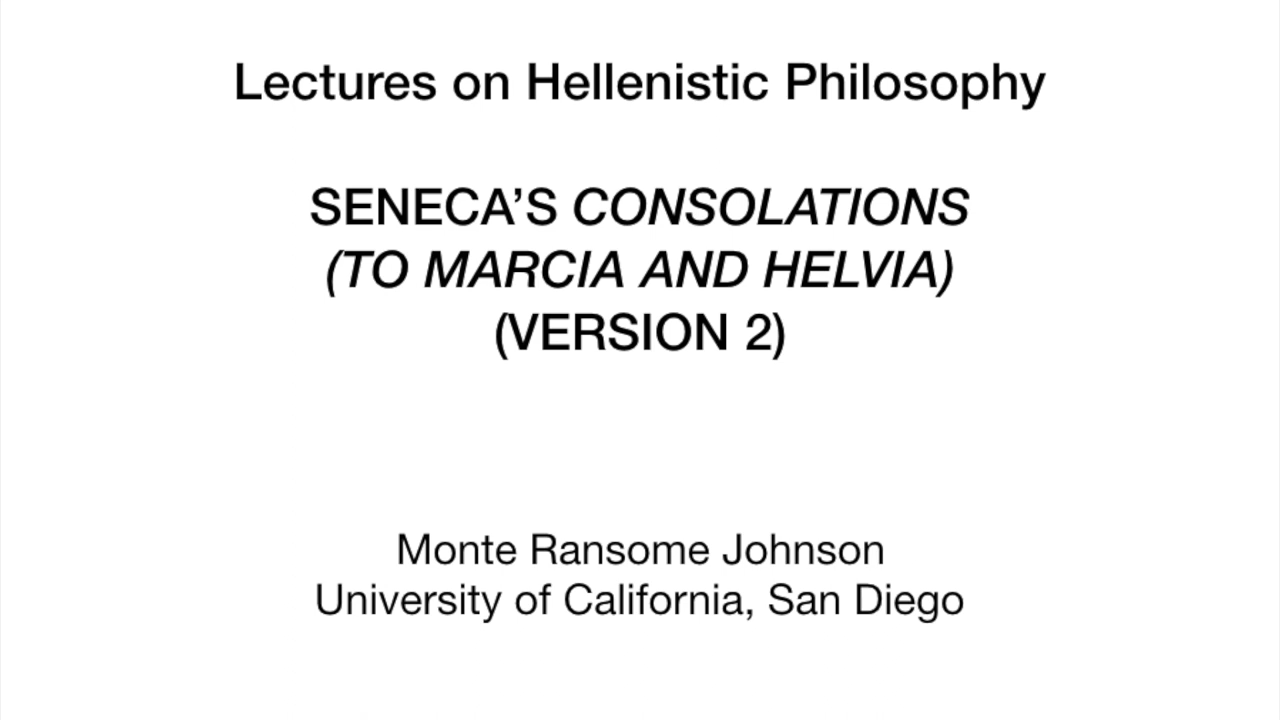 Lectures on Hellenistic Philosophy
SENECA’S CONSOLATIONS
(TO MARCIA AND HELVIA)
(VERSION 2)
Monte Ransome Johnson
University of California, San Diego